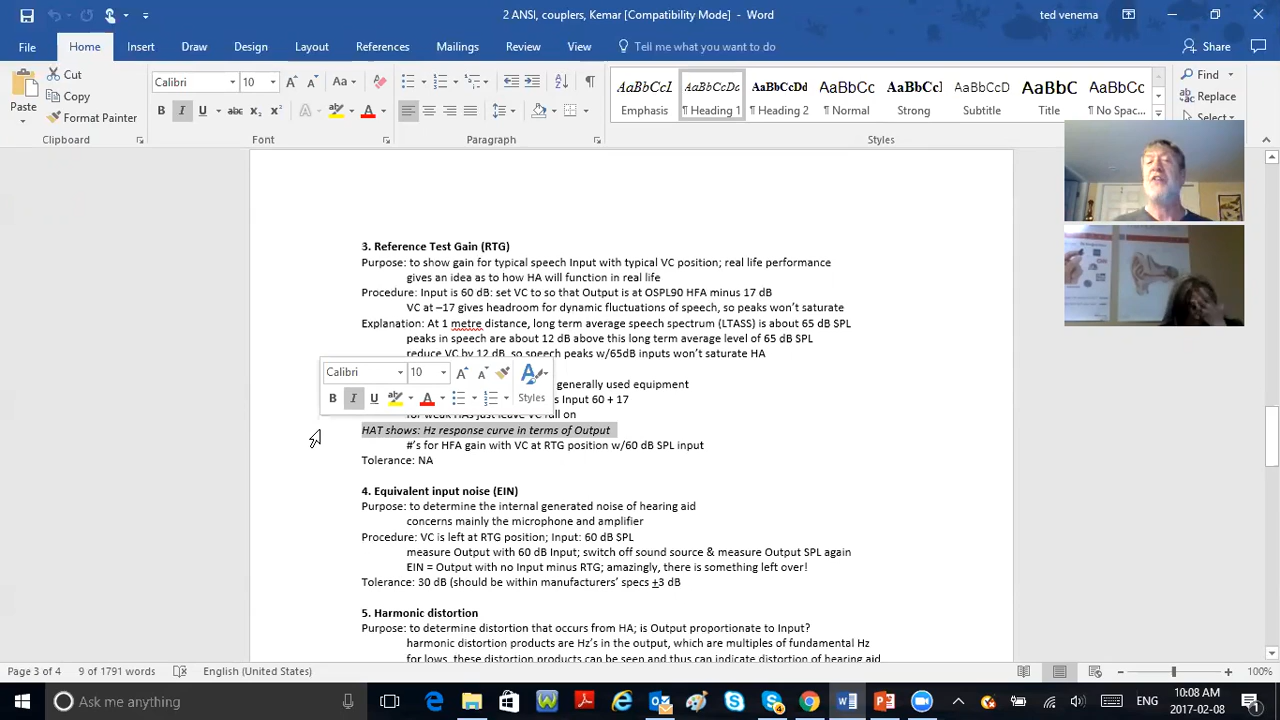 2 ANSI, couplers, Kemar [Compatibility Mode] - Word
ted venema
File Home Insert Draw Design Layout References Mailings Review View Tell me what you want to do Share
Paste
Cut
Copy
Format Painter
Clipboard
Calibri 10
Font
Paragraph
AaBbCcL AaBbCcDc AaBbCcDd AaBbCc AaBbCcl AaBbCcDd AaBbC AaBbCc
Emphasis ¶ Heading 1 ¶ Heading 2 ¶ Normal Strong Subtitle Title ¶ No Spac...
Styles
Find
Replace
Select
3. Reference Test Gain (RTG)
Purpose: to show gain for typical speech Input with typical VC position; real life performance
gives an idea as to how HA will function in real life
Procedure: Input is 60 dB: set VC to so that Output is at OSPL90 HFA minus 17 dB
VC at –17 gives headroom for dynamic fluctuations of speech, so peaks won't saturate
Explanation: At 1 metre distance, long term average speech spectrum (LTASS) is about 65 dB SPL
peaks in speech are about 12 dB above this long term average level of 65 dB SPL
reduce VC by 12 dB, so speech peaks w/65dB inputs won't saturate HA
generally used equipment
Input 60 + 17
for weak HAs just leave VC full on
HAT shows: Hz response curve in terms of Output
#'s for HFA gain with VC at RTG position w/60 dB SPL input
Tolerance: NA
Calibri 10
Styles
4. Equivalent input noise (EIN)
Purpose: to determine the internal generated noise of hearing aid
concerns mainly the microphone and amplifier
Procedure: VC is left at RTG position; Input: 60 dB SPL
measure Output with 60 dB Input; switch off sound source & measure Output SPL again
EIN = Output with no Input minus RTG; amazingly, there is something left over!
Tolerance: 30 dB (should be within manufacturers' specs ±3 dB
5. Harmonic distortion
Purpose: to determine distortion that occurs from HA; is Output proportionate to Input?
harmonic distortion products are Hz's in the output, which are multiples of fundamental Hz
for lows, these distortion products can be seen and thus can indicate distortion of hearing aid
Page 3 of 4 9 of 1791 words English (United States) 100%
Ask me anything
ENG
10:08 AM
2017-02-08